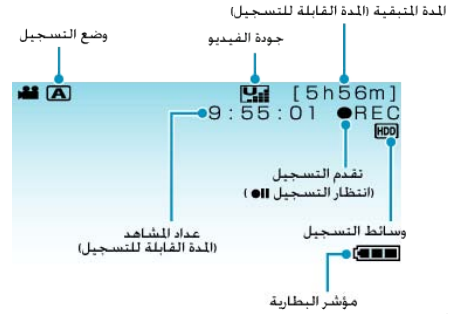 المدة المتبقية (المدة القابلة للتسجيل)
جودة الفيديو
وضع التسجيل
A
[5h56m]
9:55:01 ●REC
HDD
تقدم التسجيل
(انتظار التسجيل ●II )
وسائط التسجيل
عداد المشاهد
(المدة القابلة للتسجيل)
مؤشر البطارية